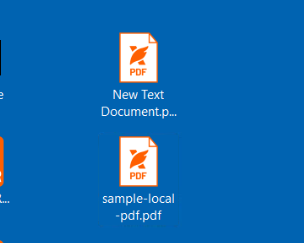 PDF
New Text
Document.p...
e
PDF
sample-local
-pdf.pdf
R...